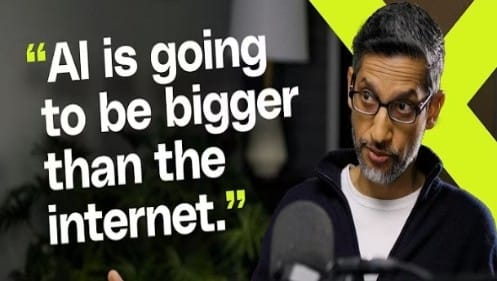 “AI is going
to be bigger
than the
internet.”